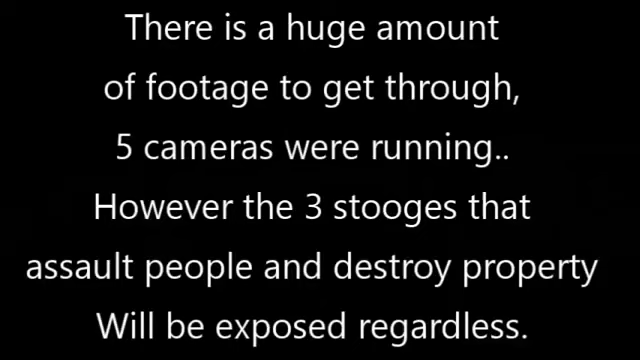 There is a huge amount
of footage to get through,
5 cameras were running..
However the 3 stooges that
assault people and destroy property
Will be exposed regardless.